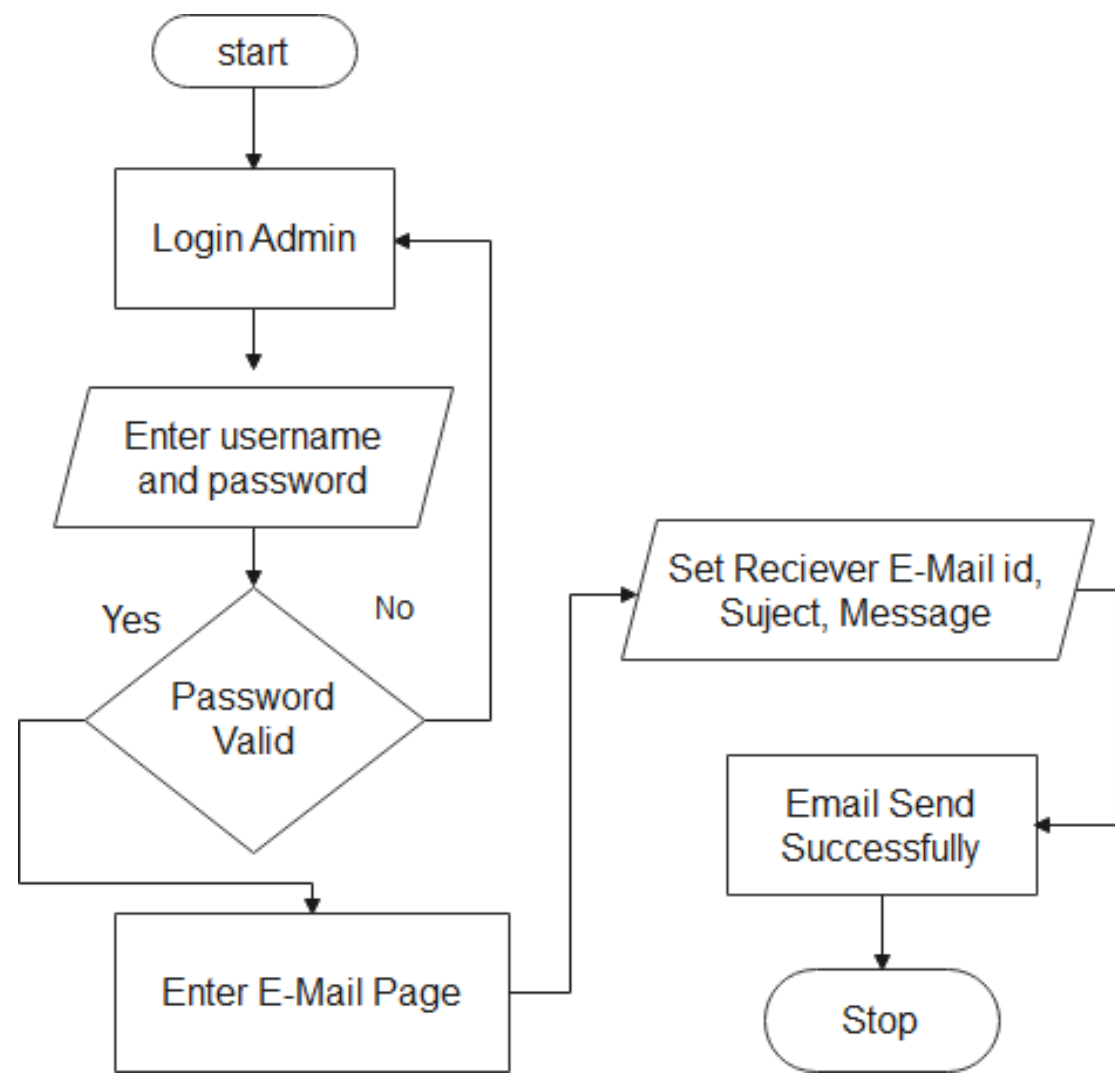 start
Login Admin
Enter username
and password
Yes
No
Password
Valid
Enter E-Mail Page
Set Reciever E-Mail id,
Suject, Message
Email Send
Successfully
Stop